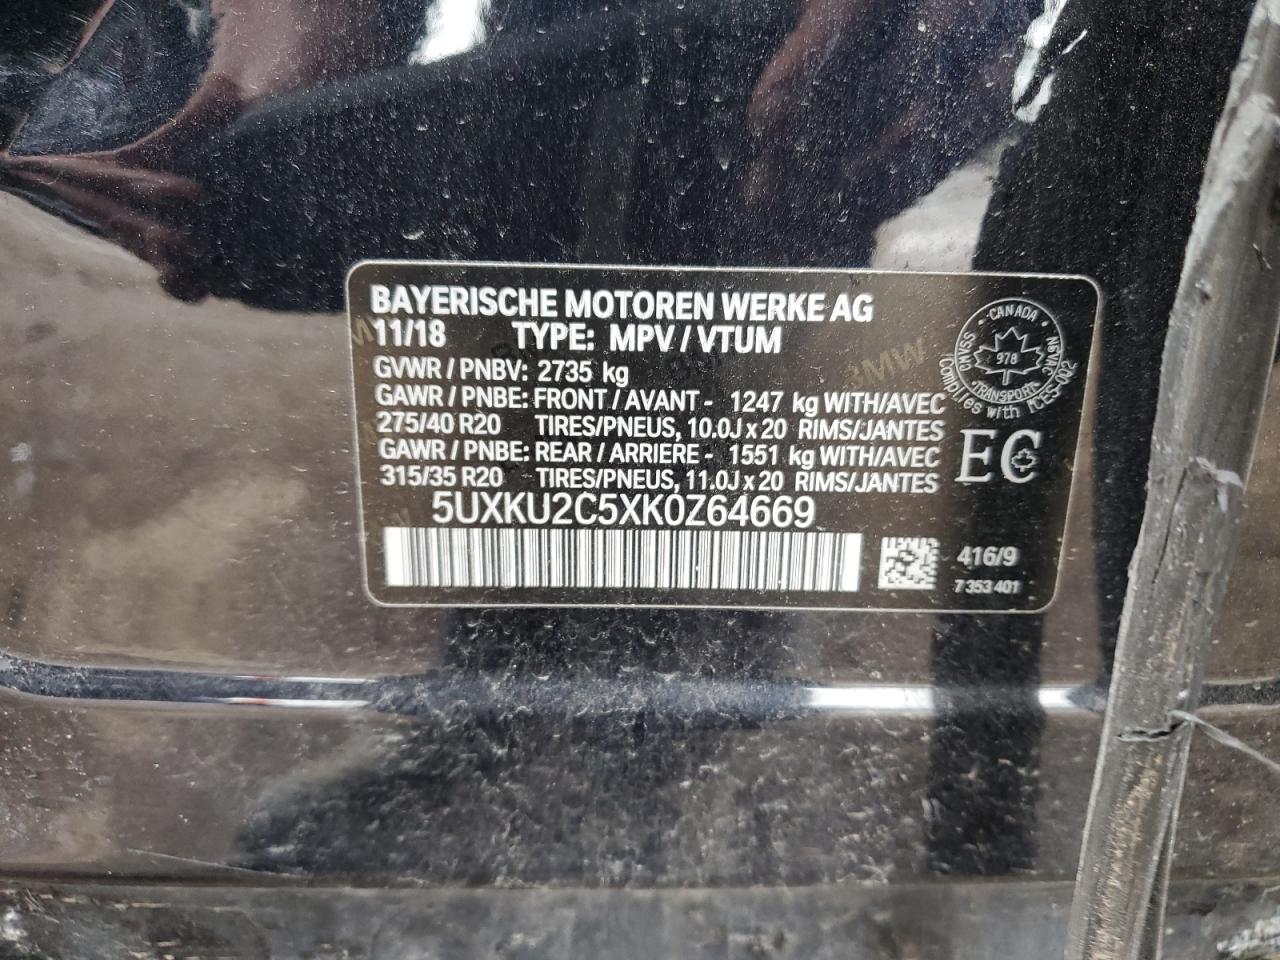 BAYERISCHE MOTOREN WERKE AG
11/18 TYPE: MPV / VTUM
GVWR / PNBV: 2735 kg
GAWR / PNBE: FRONT / AVANT - 1247 kg WITH/AVEC
275/40 R20 TIRES/PNEUS, 10.0J x 20 RIMS/JANTES
GAWR / PNBE: REAR / ARRIERE - 1551 kg WITH/AVEC
315/35 R20 TIRES/PNEUS, 11.0J x 20 RIMS/JANTES
5UXKU2C5XK0Z64669
CANADA
CMVSS
NSVAC
978
TRANSPORT
(Complies with ICES-002
EC
416/9
7 353 401
BMW